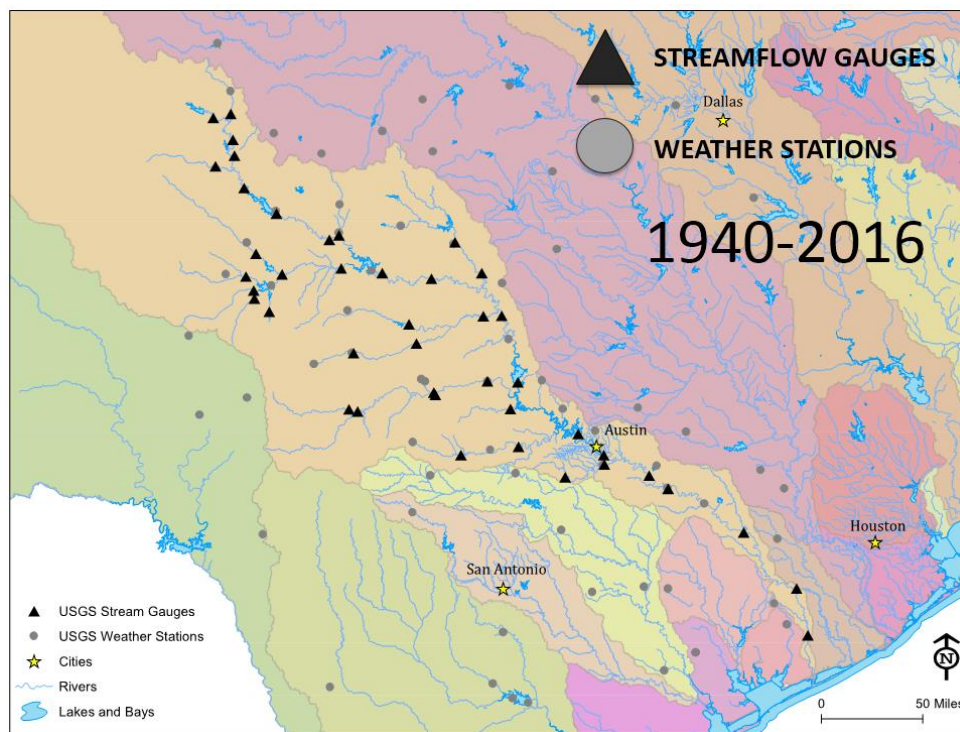 STREAMFLOW GAUGES
Dallas
WEATHER STATIONS
1940-2016
Austin
Houston
San Antonio
USGS Stream Gauges
USGS Weather Stations
Cities
Rivers
Lakes and Bays
N
0 50 Miles